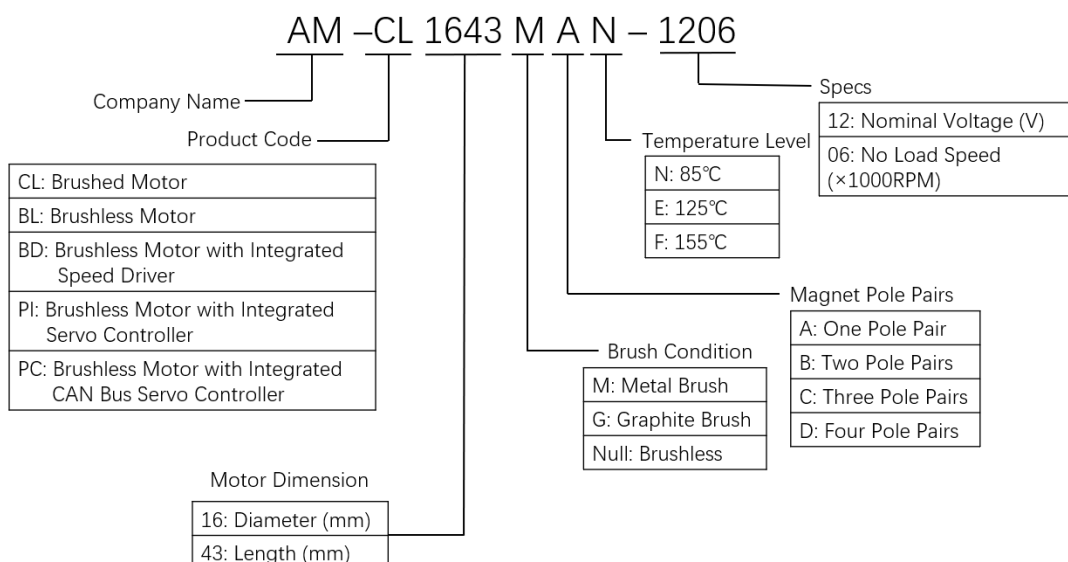 AM –CL 1643 M A N – 1206
Company Name
Product Code
CL: Brushed Motor
BL: Brushless Motor
BD: Brushless Motor with Integrated
Speed Driver
PI: Brushless Motor with Integrated
Servo Controller
PC: Brushless Motor with Integrated
CAN Bus Servo Controller
Motor Dimension
16: Diameter (mm)
43: Length (mm)
Brush Condition
M: Metal Brush
G: Graphite Brush
Null: Brushless
Magnet Pole Pairs
A: One Pole Pair
B: Two Pole Pairs
C: Three Pole Pairs
D: Four Pole Pairs
Temperature Level
N: 85℃
E: 125℃
F: 155℃
Specs
12: Nominal Voltage (V)
06: No Load Speed
(×1000RPM)